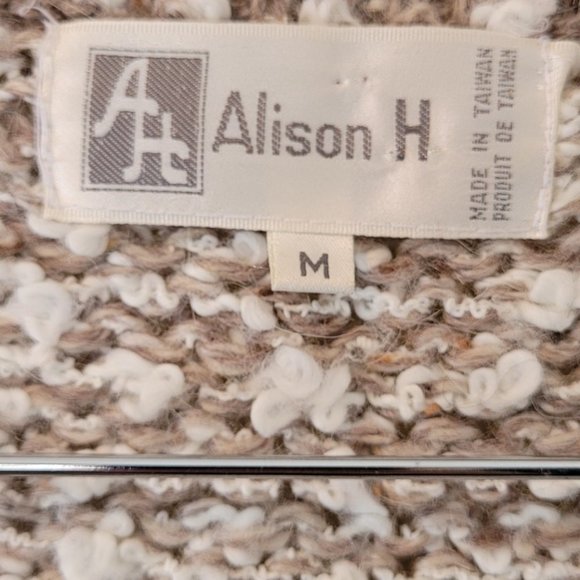 AH
Alison H
MADE IN TAIWAN
PRODUIT DE TAIWAN
M